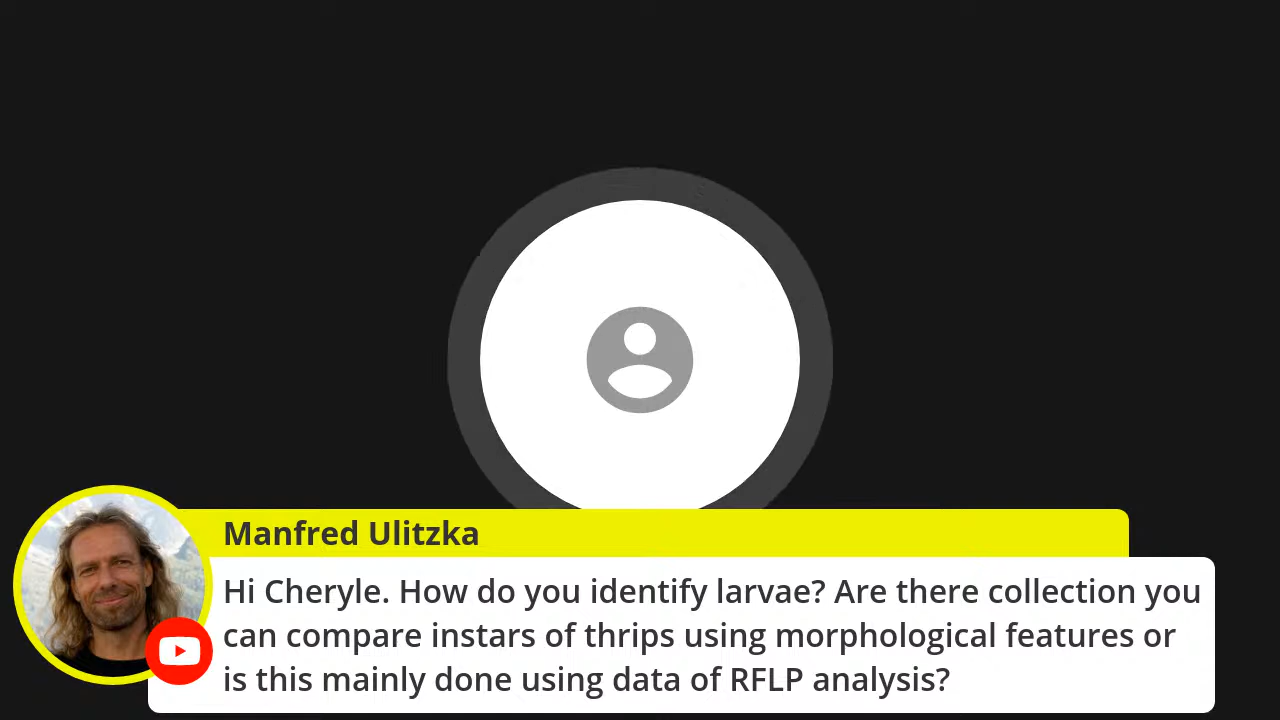 Manfred Ulitzka
Hi Cheryle. How do you identify larvae? Are there collection you
can compare instars of thrips using morphological features or
is this mainly done using data of RFLP analysis?